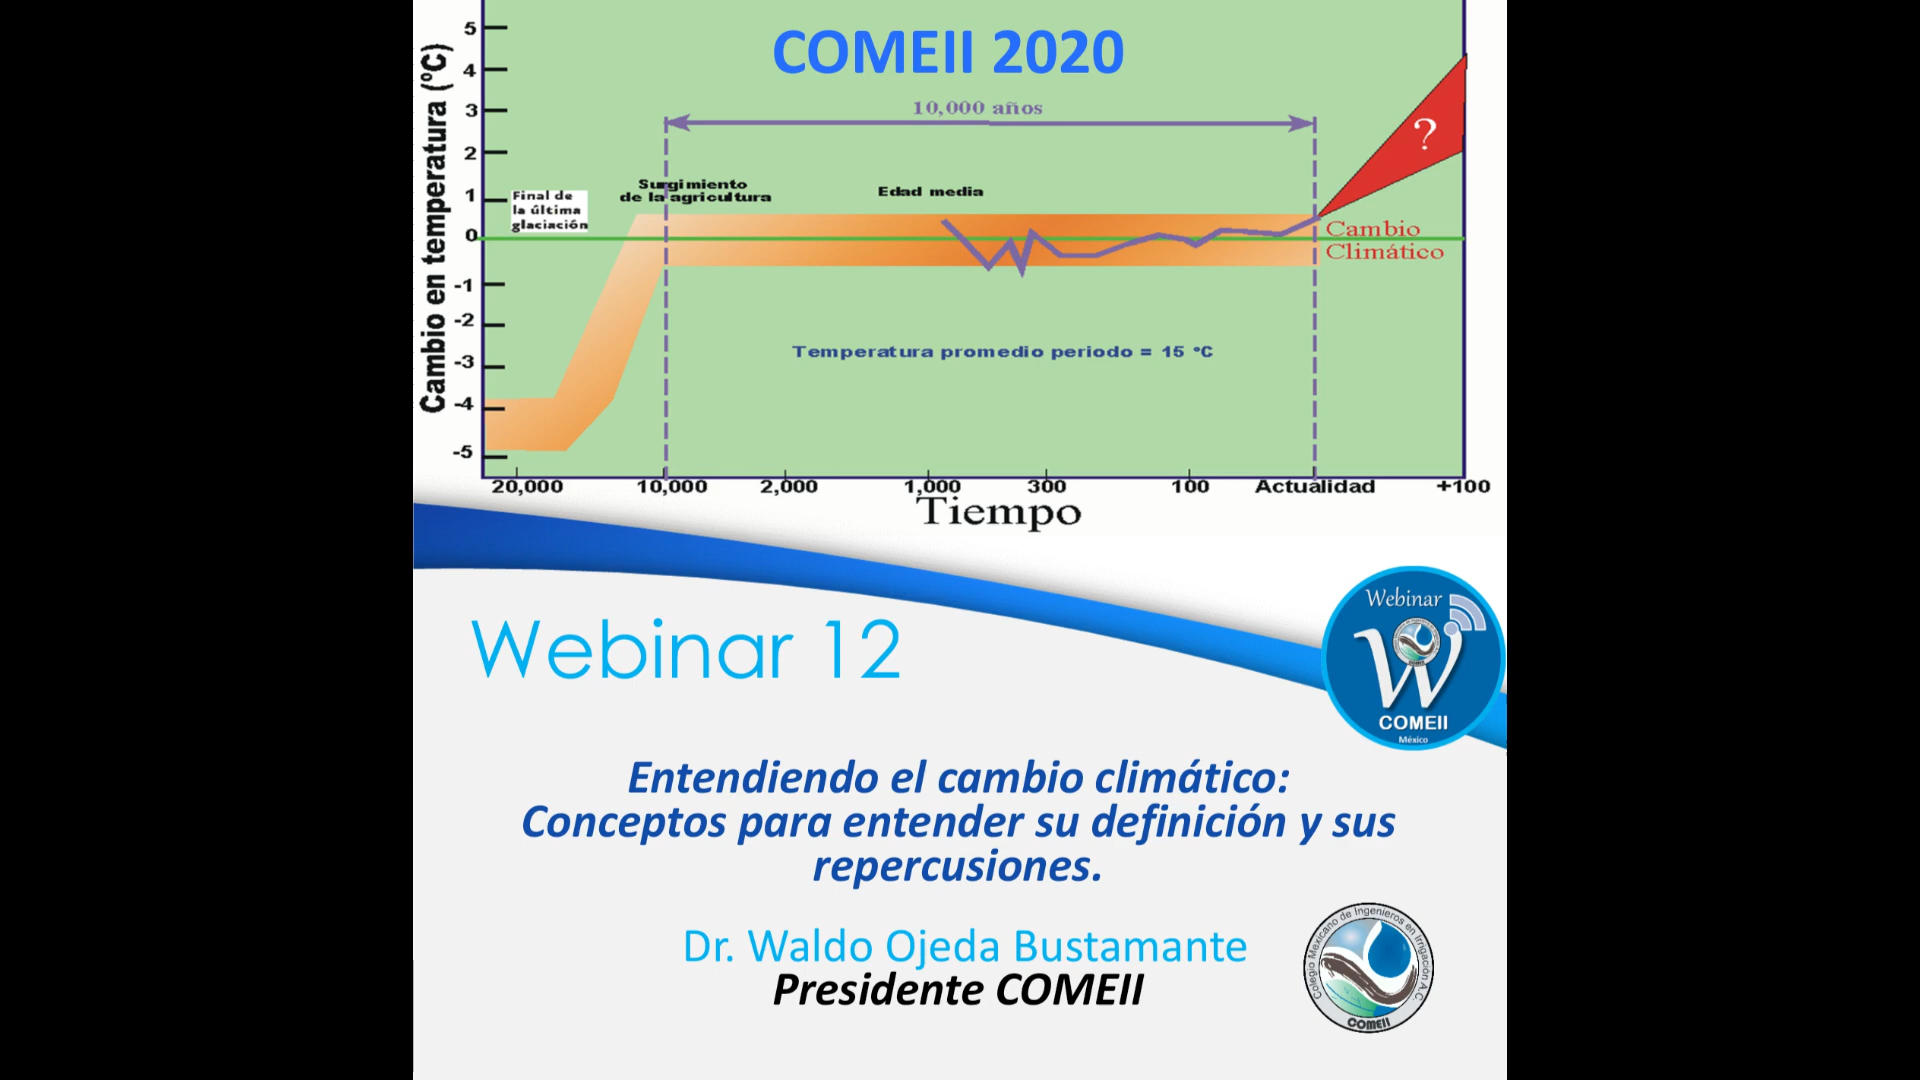 COMEII 2020
Cambio en temperatura (°C)
5
4
3
2
1
0
-1
-2
-3
-4
-5
10,000 años
?
Final de
la última
glaciación
Surgimiento
de la agricultura
Edad media
Cambio
Climático
Temperatura promedio periodo = 15 °C
20,000 10,000 2,000 1,000 300 100 Actualidad +100
Tiempo
Webinar
W
COMEII
México
Webinar 12
Entendiendo el cambio climático:
Conceptos para entender su definición y sus
repercusiones.
Dr. Waldo Ojeda Bustamante
Presidente COMEII
Colegio Mexicano de Ingenieros en Irrigación A.C.
COMEII